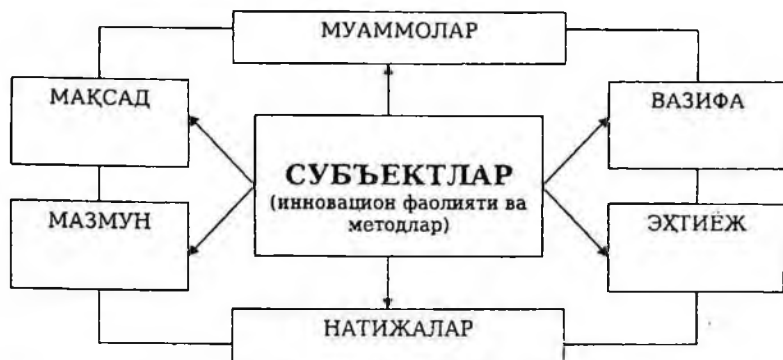 МУАММОЛАР
МАҚСАД
ВАЗИФА
СУБЪЕКТЛАР
(инновацион фаолияти ва
методлар)
МАЗМУН
ЭҲТИЁЖ
НАТИЖАЛАР